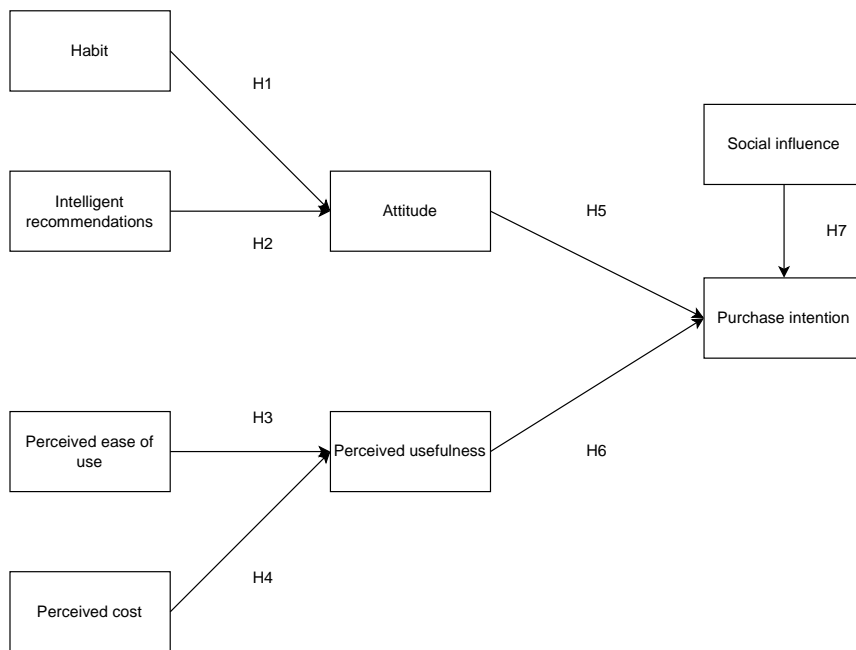 Habit
H1
Social influence
Intelligent
recommendations
Attitude
H5
H7
H2
Purchase intention
H3
Perceived ease of
use
Perceived usefulness
H6
H4
Perceived cost